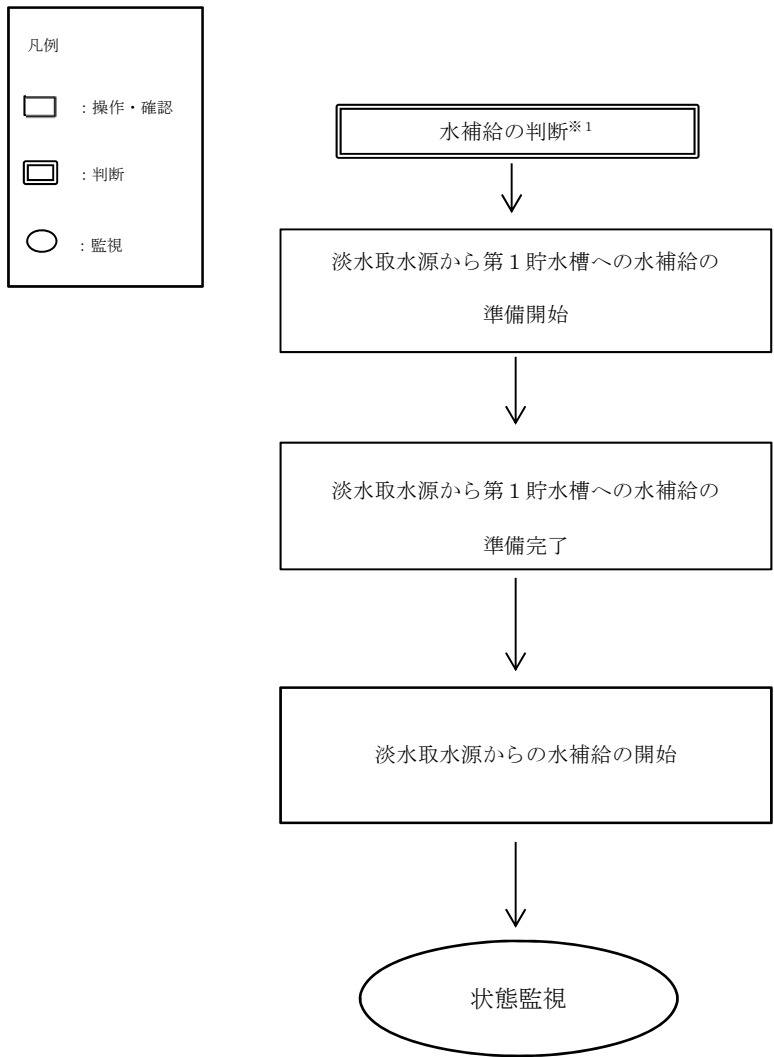 凡例
：操作・確認
：判断
：監視
水補給の判断※1
淡水取水源から第１貯水槽への水補給の
準備開始
淡水取水源から第１貯水槽への水補給の
準備完了
淡水取水源からの水補給の開始
状態監視